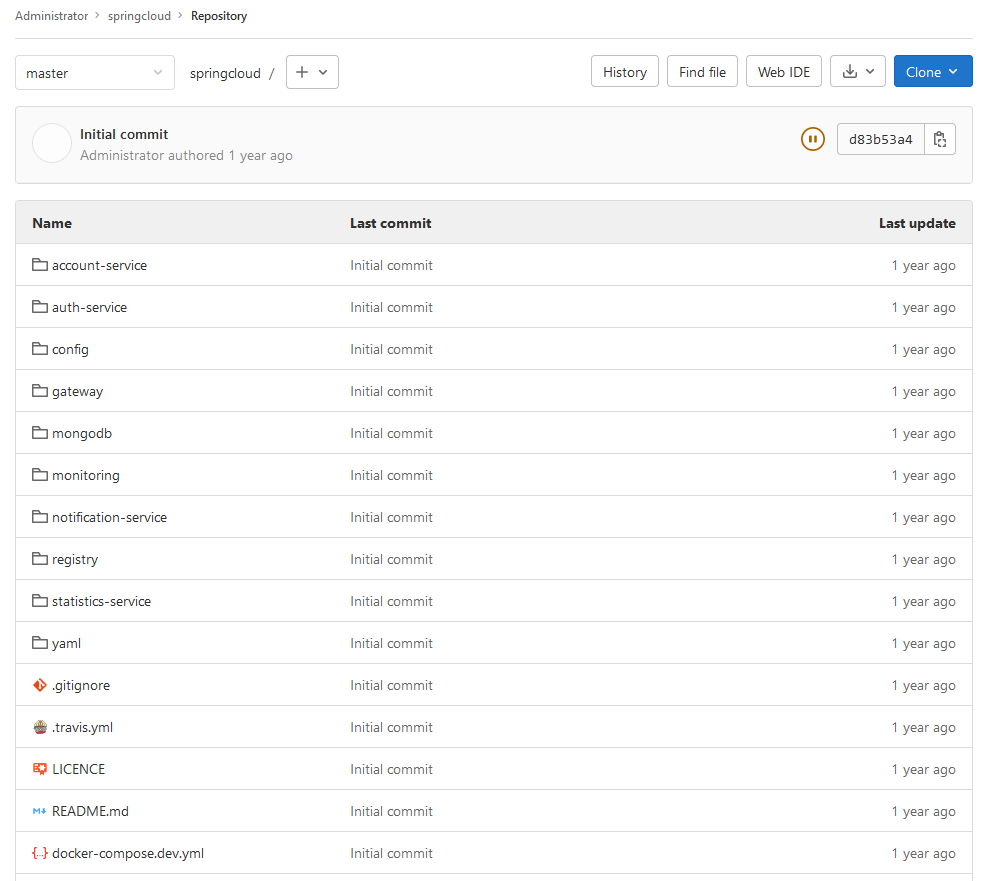 Administrator > springcloud > Repository
master springcloud / + History Find file Web IDE Clone
Initial commit
Administrator authored 1 year ago
d83b53a4
Name Last commit Last update
account-service Initial commit 1 year ago
auth-service Initial commit 1 year ago
config Initial commit 1 year ago
gateway Initial commit 1 year ago
mongodb Initial commit 1 year ago
monitoring Initial commit 1 year ago
notification-service Initial commit 1 year ago
registry Initial commit 1 year ago
statistics-service Initial commit 1 year ago
yaml Initial commit 1 year ago
.gitignore Initial commit 1 year ago
.travis.yml Initial commit 1 year ago
LICENCE Initial commit 1 year ago
README.md Initial commit 1 year ago
docker-compose.dev.yml Initial commit 1 year ago